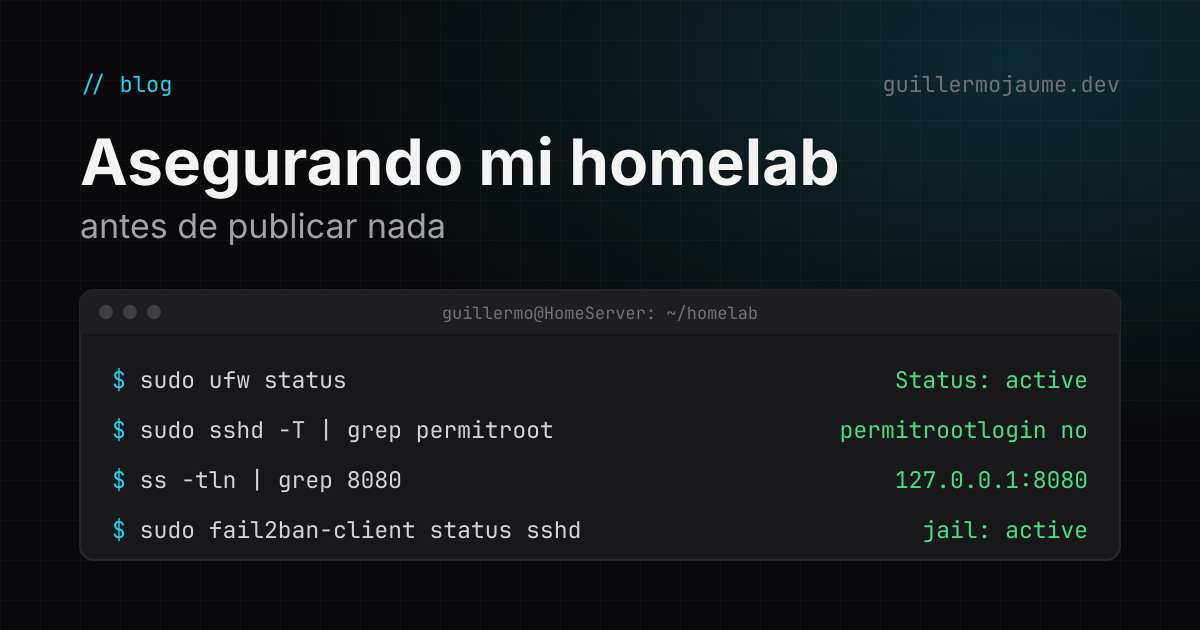 // blog
guillermojaume.dev
Asegurando mi homelab
antes de publicar nada
guillermo@HomeServer: ~/homelab
$ sudo ufw status Status: active
$ sudo sshd -T | grep permitroot permitrootlogin no
$ ss -tln | grep 8080 127.0.0.1:8080
$ sudo fail2ban-client status sshd jail: active